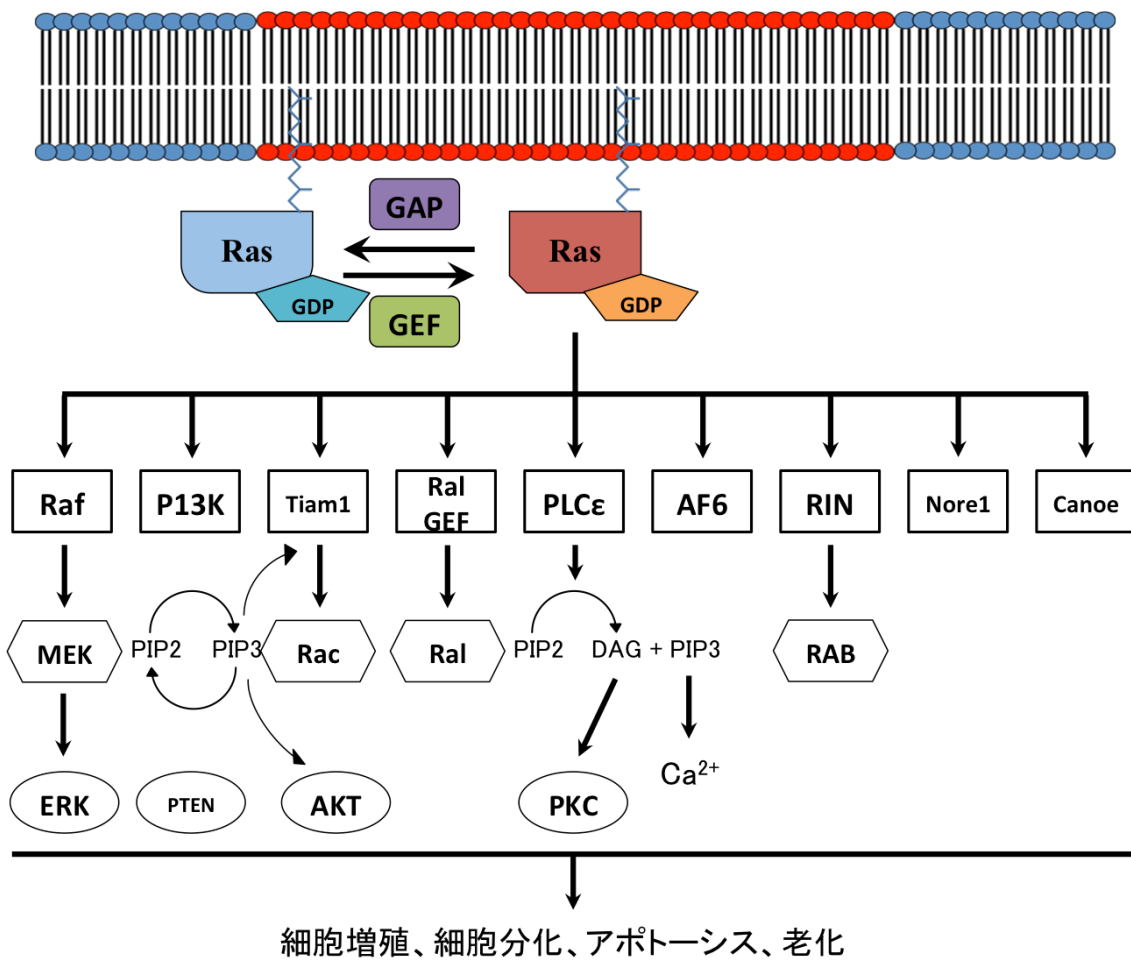 GAP
Ras
Ras
GDP
GDP
GEF
Raf
P13K
Tiam1
Ral
GEF
PLCε
AF6
RIN
Nore1
Canoe
MEK
PIP2
PIP3
Rac
Ral
PIP2
DAG + PIP3
RAB
Ca²⁺
ERK
PTEN
AKT
PKC
細胞増殖、細胞分化、アポトーシス、老化